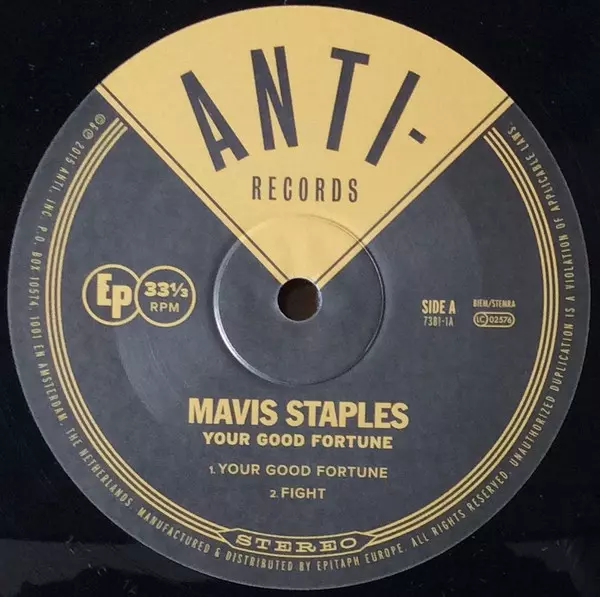 ANTI-
RECORDS
Ep
33⅓
RPM
SIDE A
7381-1A
BIEM/STEMRA
LC 02576
MAVIS STAPLES
YOUR GOOD FORTUNE
1. YOUR GOOD FORTUNE
2. FIGHT
STEREO
℗ © 2015 ANTI, INC. P.O. BOX 10574, 1001 EN AMSTERDAM, THE NETHERLANDS. MANUFACTURED & DISTRIBUTED BY EPITAPH EUROPE. ALL RIGHTS RESERVED. UNAUTHORIZED DUPLICATION IS A VIOLATION OF APPLICABLE LAWS.